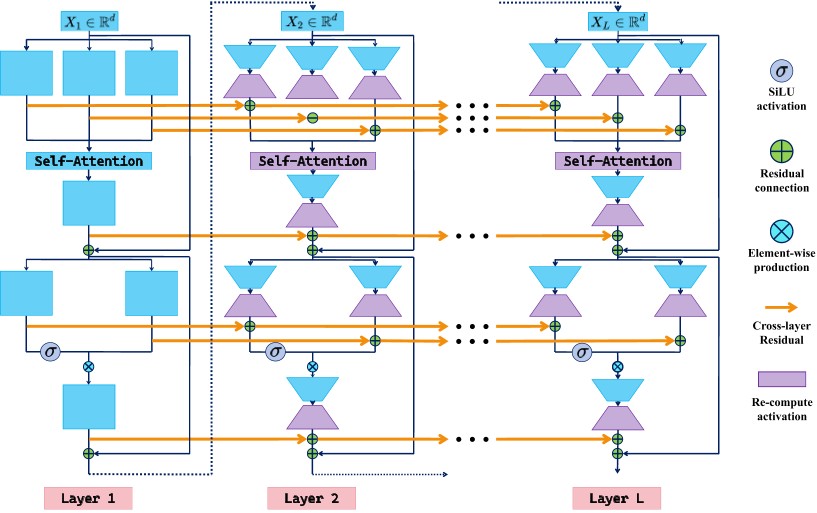 X₁ ∈ ℝᵈ
X₂ ∈ ℝᵈ
X_L ∈ ℝᵈ
σ
SiLU
activation
Self-Attention
Self-Attention
Self-Attention
Residual
connection
Element-wise
production
Cross-layer
Residual
σ
σ
σ
Re-compute
activation
Layer 1
Layer 2
Layer L